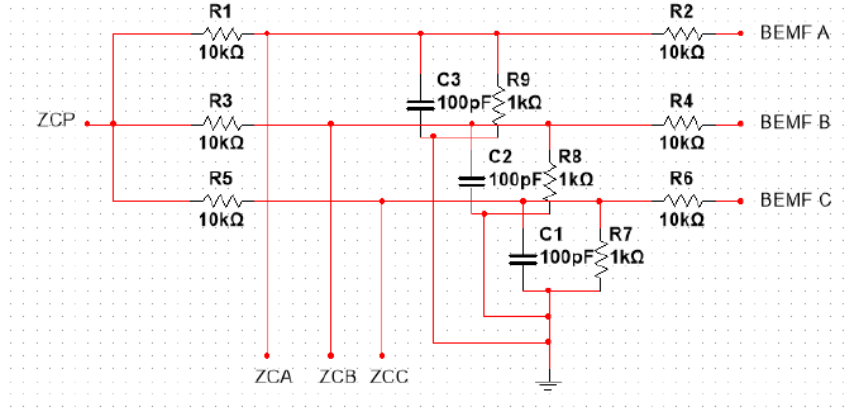 R1
10kΩ
R2
10kΩ
BEMF A
C3
100pF
R9
1kΩ
ZCP
R3
10kΩ
R4
10kΩ
BEMF B
C2
100pF
R8
1kΩ
R5
10kΩ
R6
10kΩ
BEMF C
C1
100pF
R7
1kΩ
ZCA
ZCB
ZCC